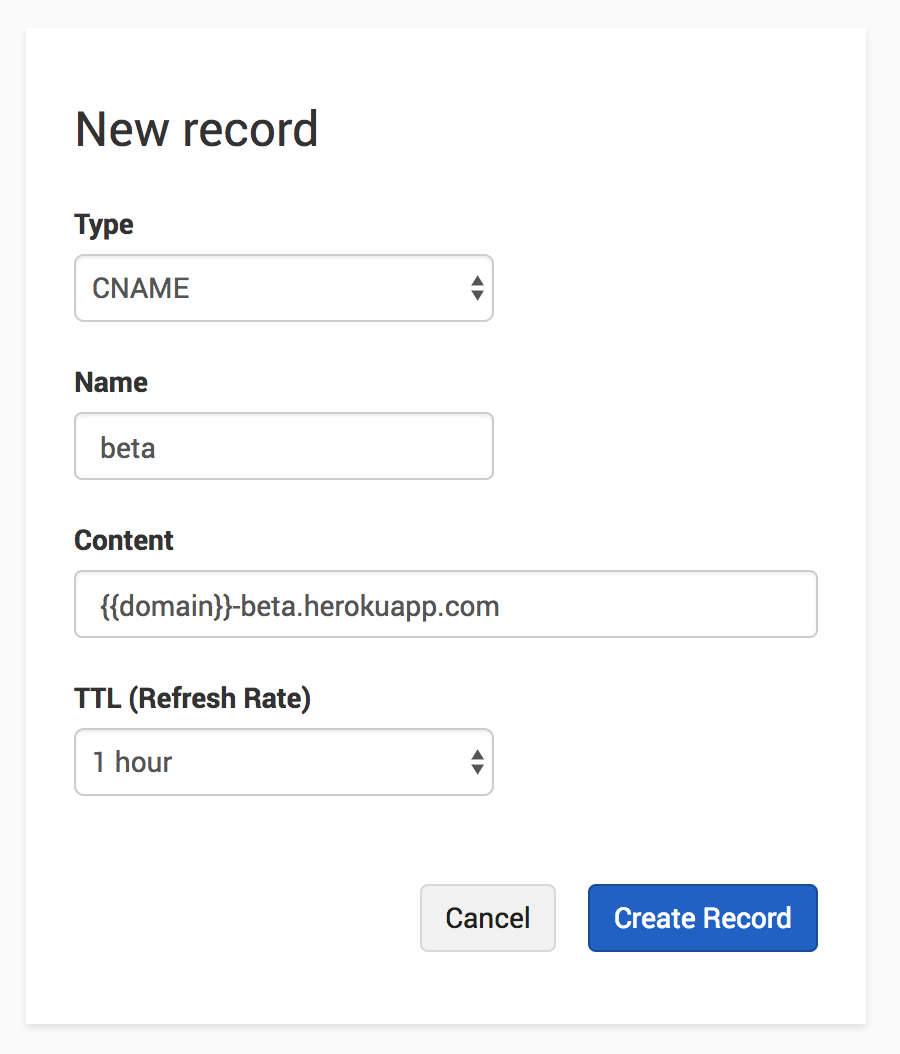 New record
Type
CNAME
Name
beta
Content
{{domain}}-beta.herokuapp.com
TTL (Refresh Rate)
1 hour
Cancel
Create Record